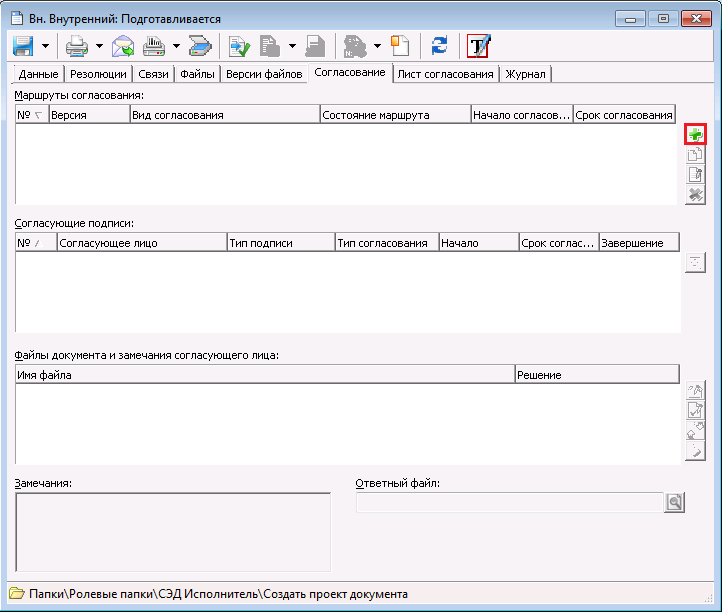 Вн. Внутренний: Подготавливается
Данные Резолюции Связи Файлы Версии файлов Согласование Лист согласования Журнал
Маршруты согласования:
№ Версия Вид согласования Состояние маршрута Начало согласов... Срок согласования
Согласующие подписи:
№ Согласующее лицо Тип подписи Тип согласования Начало Срок соглас... Завершение
Файлы документа и замечания согласующего лица:
Имя файла Решение
Замечания: Ответный файл:
Папки\Ролевые папки\СЭД Исполнитель\Создать проект документа